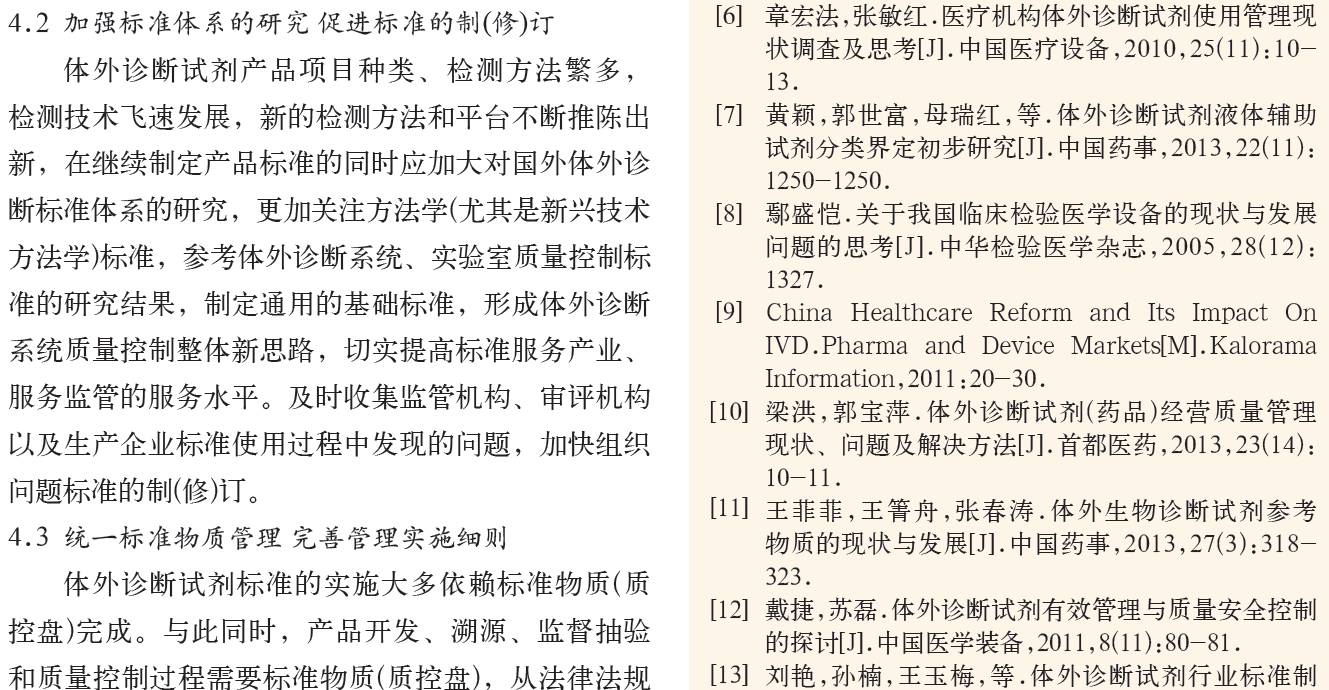 4.2 加强标准体系的研究 促进标准的制(修)订
体外诊断试剂产品项目种类、检测方法繁多，
检测技术飞速发展，新的检测方法和平台不断推陈出
新，在继续制定产品标准的同时应加大对国外体外诊
断标准体系的研究，更加关注方法学(尤其是新兴技术
方法学)标准，参考体外诊断系统、实验室质量控制标
准的研究结果，制定通用的基础标准，形成体外诊断
系统质量控制整体新思路，切实提高标准服务产业、
服务监管的服务水平。及时收集监管机构、审评机构
以及生产企业标准使用过程中发现的问题，加快组织
问题标准的制(修)订。
4.3 统一标准物质管理 完善管理实施细则
体外诊断试剂标准的实施大多依赖标准物质(质
控盘)完成。与此同时，产品开发、溯源、监督抽验
和质量控制过程需要标准物质(质控盘)，从法律法规
[6] 章宏法,张敏红.医疗机构体外诊断试剂使用管理现
状调查及思考[J].中国医疗设备,2010,25(11):10-
13.
[7] 黄颖,郭世富,母瑞红,等.体外诊断试剂液体辅助
试剂分类界定初步研究[J].中国药事,2013,22(11):
1250-1250.
[8] 鄢盛恺.关于我国临床检验医学设备的现状与发展
问题的思考[J].中华检验医学杂志,2005,28(12):
1327.
[9] China Healthcare Reform and Its Impact On
IVD.Pharma and Device Markets[M].Kalorama
Information,2011:20-30.
[10] 梁洪,郭宝萍.体外诊断试剂(药品)经营质量管理
现状、问题及解决方法[J].首都医药,2013,23(14):
10-11.
[11] 王菲菲,王箐舟,张春涛.体外生物诊断试剂参考
物质的现状与发展[J].中国药事,2013,27(3):318-
323.
[12] 戴捷,苏磊.体外诊断试剂有效管理与质量安全控制
的探讨[J].中国医学装备,2011,8(11):80-81.
[13] 刘艳,孙楠,王玉梅,等.体外诊断试剂行业标准制